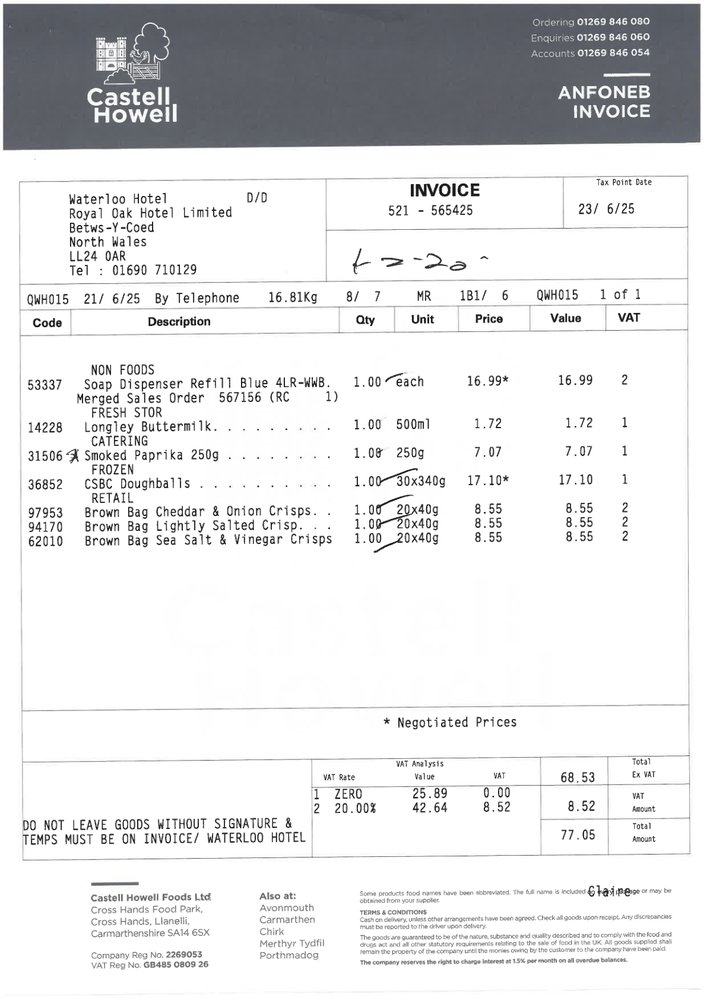 Ordering 01269 846 080
Enquiries 01269 846 060
Accounts 01269 846 054
Castell
Howell
ANFONEB
INVOICE
Waterloo Hotel D/D
Royal Oak Hotel Limited
Betws-Y-Coed
North Wales
LL24 0AR
Tel : 01690 710129
INVOICE
521 - 565425
Tax Point Date
23/ 6/25
QWH015 21/ 6/25 By Telephone 16.81Kg 8/ 7 MR 1B1/ 6 QWH015 1 of 1
Code Description Qty Unit Price Value VAT
NON FOODS
53337 Soap Dispenser Refill Blue 4LR-WWB. 1.00 each 16.99* 16.99 2
Merged Sales Order 567156 (RC 1)
FRESH STOR
14228 Longley Buttermilk. . . . . . . . . 1.00 500ml 1.72 1.72 1
CATERING
31506 Smoked Paprika 250g . . . . . . . . 1.00 250g 7.07 7.07 1
FROZEN
36852 CSBC Doughballs . . . . . . . . . . 1.00 30x340g 17.10* 17.10 1
RETAIL
97953 Brown Bag Cheddar & Onion Crisps. . 1.00 20x40g 8.55 8.55 2
94170 Brown Bag Lightly Salted Crisp. . . 1.00 20x40g 8.55 8.55 2
62010 Brown Bag Sea Salt & Vinegar Crisps 1.00 20x40g 8.55 8.55 2
* Negotiated Prices
VAT Analysis
VAT Rate Value VAT
1 ZERO 25.89 0.00
2 20.00% 42.64 8.52
68.53 Total Ex VAT
8.52 VAT Amount
77.05 Total Amount
DO NOT LEAVE GOODS WITHOUT SIGNATURE &
TEMPS MUST BE ON INVOICE/ WATERLOO HOTEL
Castell Howell Foods Ltd
Cross Hands Food Park,
Cross Hands, Llanelli,
Carmarthenshire SA14 6SX
Company Reg No. 2269053
VAT Reg No. GB485 0809 26
Also at:
Avonmouth
Carmarthen
Chirk
Merthyr Tydfil
Porthmadog
Some products food names have been abbreviated. The full name is included or may be
obtained from your supplier.
TERMS & CONDITIONS
Cash on delivery, unless other arrangements have been agreed. Check all goods upon receipt. Any discrepancies
must be reported to the driver upon delivery.
The goods are guaranteed to be of the nature, substance and quality described and to comply with the food and
drugs act and all other statutory requirements relating to the sale of food in the UK. All goods supplied shall
remain the property of the company until the monies owing by the customer to the company have been paid.
The company reserves the right to charge interest at 1.5% per month on all overdue balances.